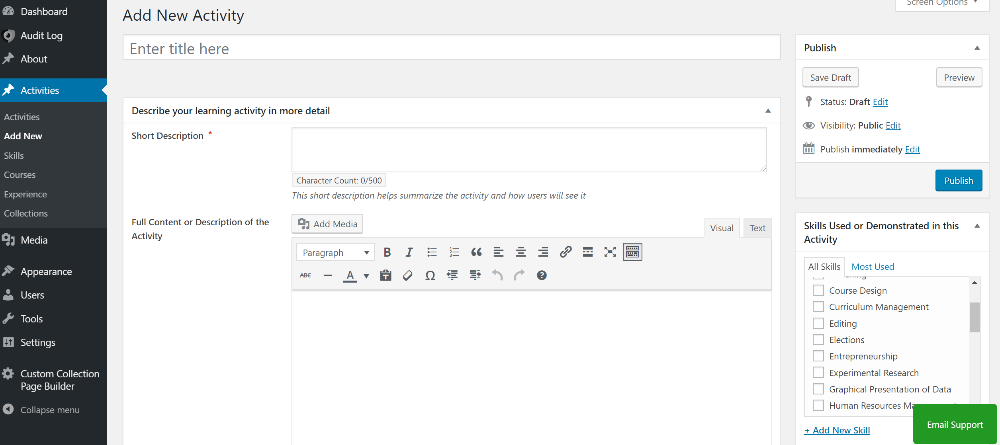 Dashboard
Audit Log
About
Activities
Activities
Add New
Skills
Courses
Experience
Collections
Media
Appearance
Users
Tools
Settings
Custom Collection
Page Builder
Collapse menu
Screen Options
Add New Activity
Enter title here
Describe your learning activity in more detail
Short Description *
Character Count: 0/500
This short description helps summarize the activity and how users will see it
Full Content or Description of the
Activity
Add Media
Visual Text
Paragraph
B I
ABC A
Publish
Save Draft Preview
Status: Draft Edit
Visibility: Public Edit
Publish immediately Edit
Publish
Skills Used or Demonstrated in this
Activity
All Skills Most Used
Course Design
Curriculum Management
Editing
Elections
Entrepreneurship
Experimental Research
Graphical Presentation of Data
Human Resources
+ Add New Skill
Email Support